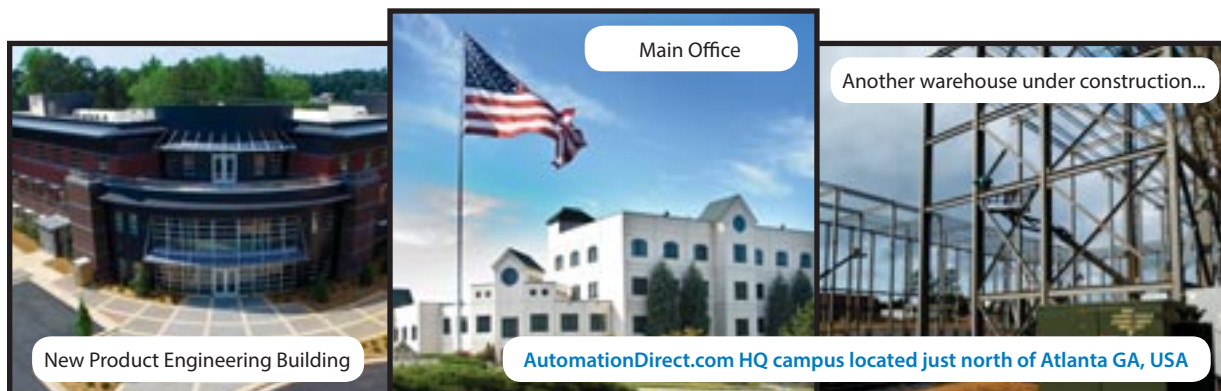 Main Office
Another warehouse under construction...
New Product Engineering Building
AutomationDirect.com HQ campus located just north of Atlanta GA, USA